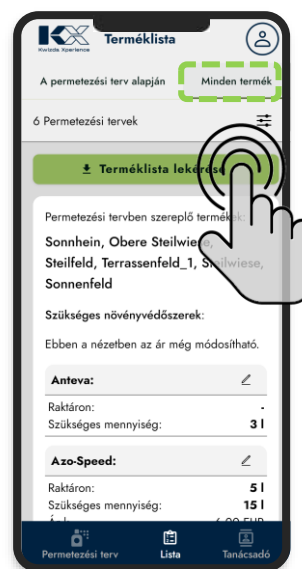 KX
Kwizda Xperience
Terméklista
A permetezési terv alapján
Minden termék
6 Permetezési tervek
Terméklista lekérése
Permetezési tervben szereplő termékek:
Sonnhein, Obere Steilwiese,
Steilfeld, Terrassenfeld_1, Steilwiese,
Sonnenfeld
Szükséges növényvédőszerek:
Ebben a nézetben az ár még módosítható.
Anteva:
Raktáron: -
Szükséges mennyiség: 3 l
Azo-Speed:
Raktáron: 5 l
Szükséges mennyiség: 15 l
Permetezési terv
Lista
Tanácsadó